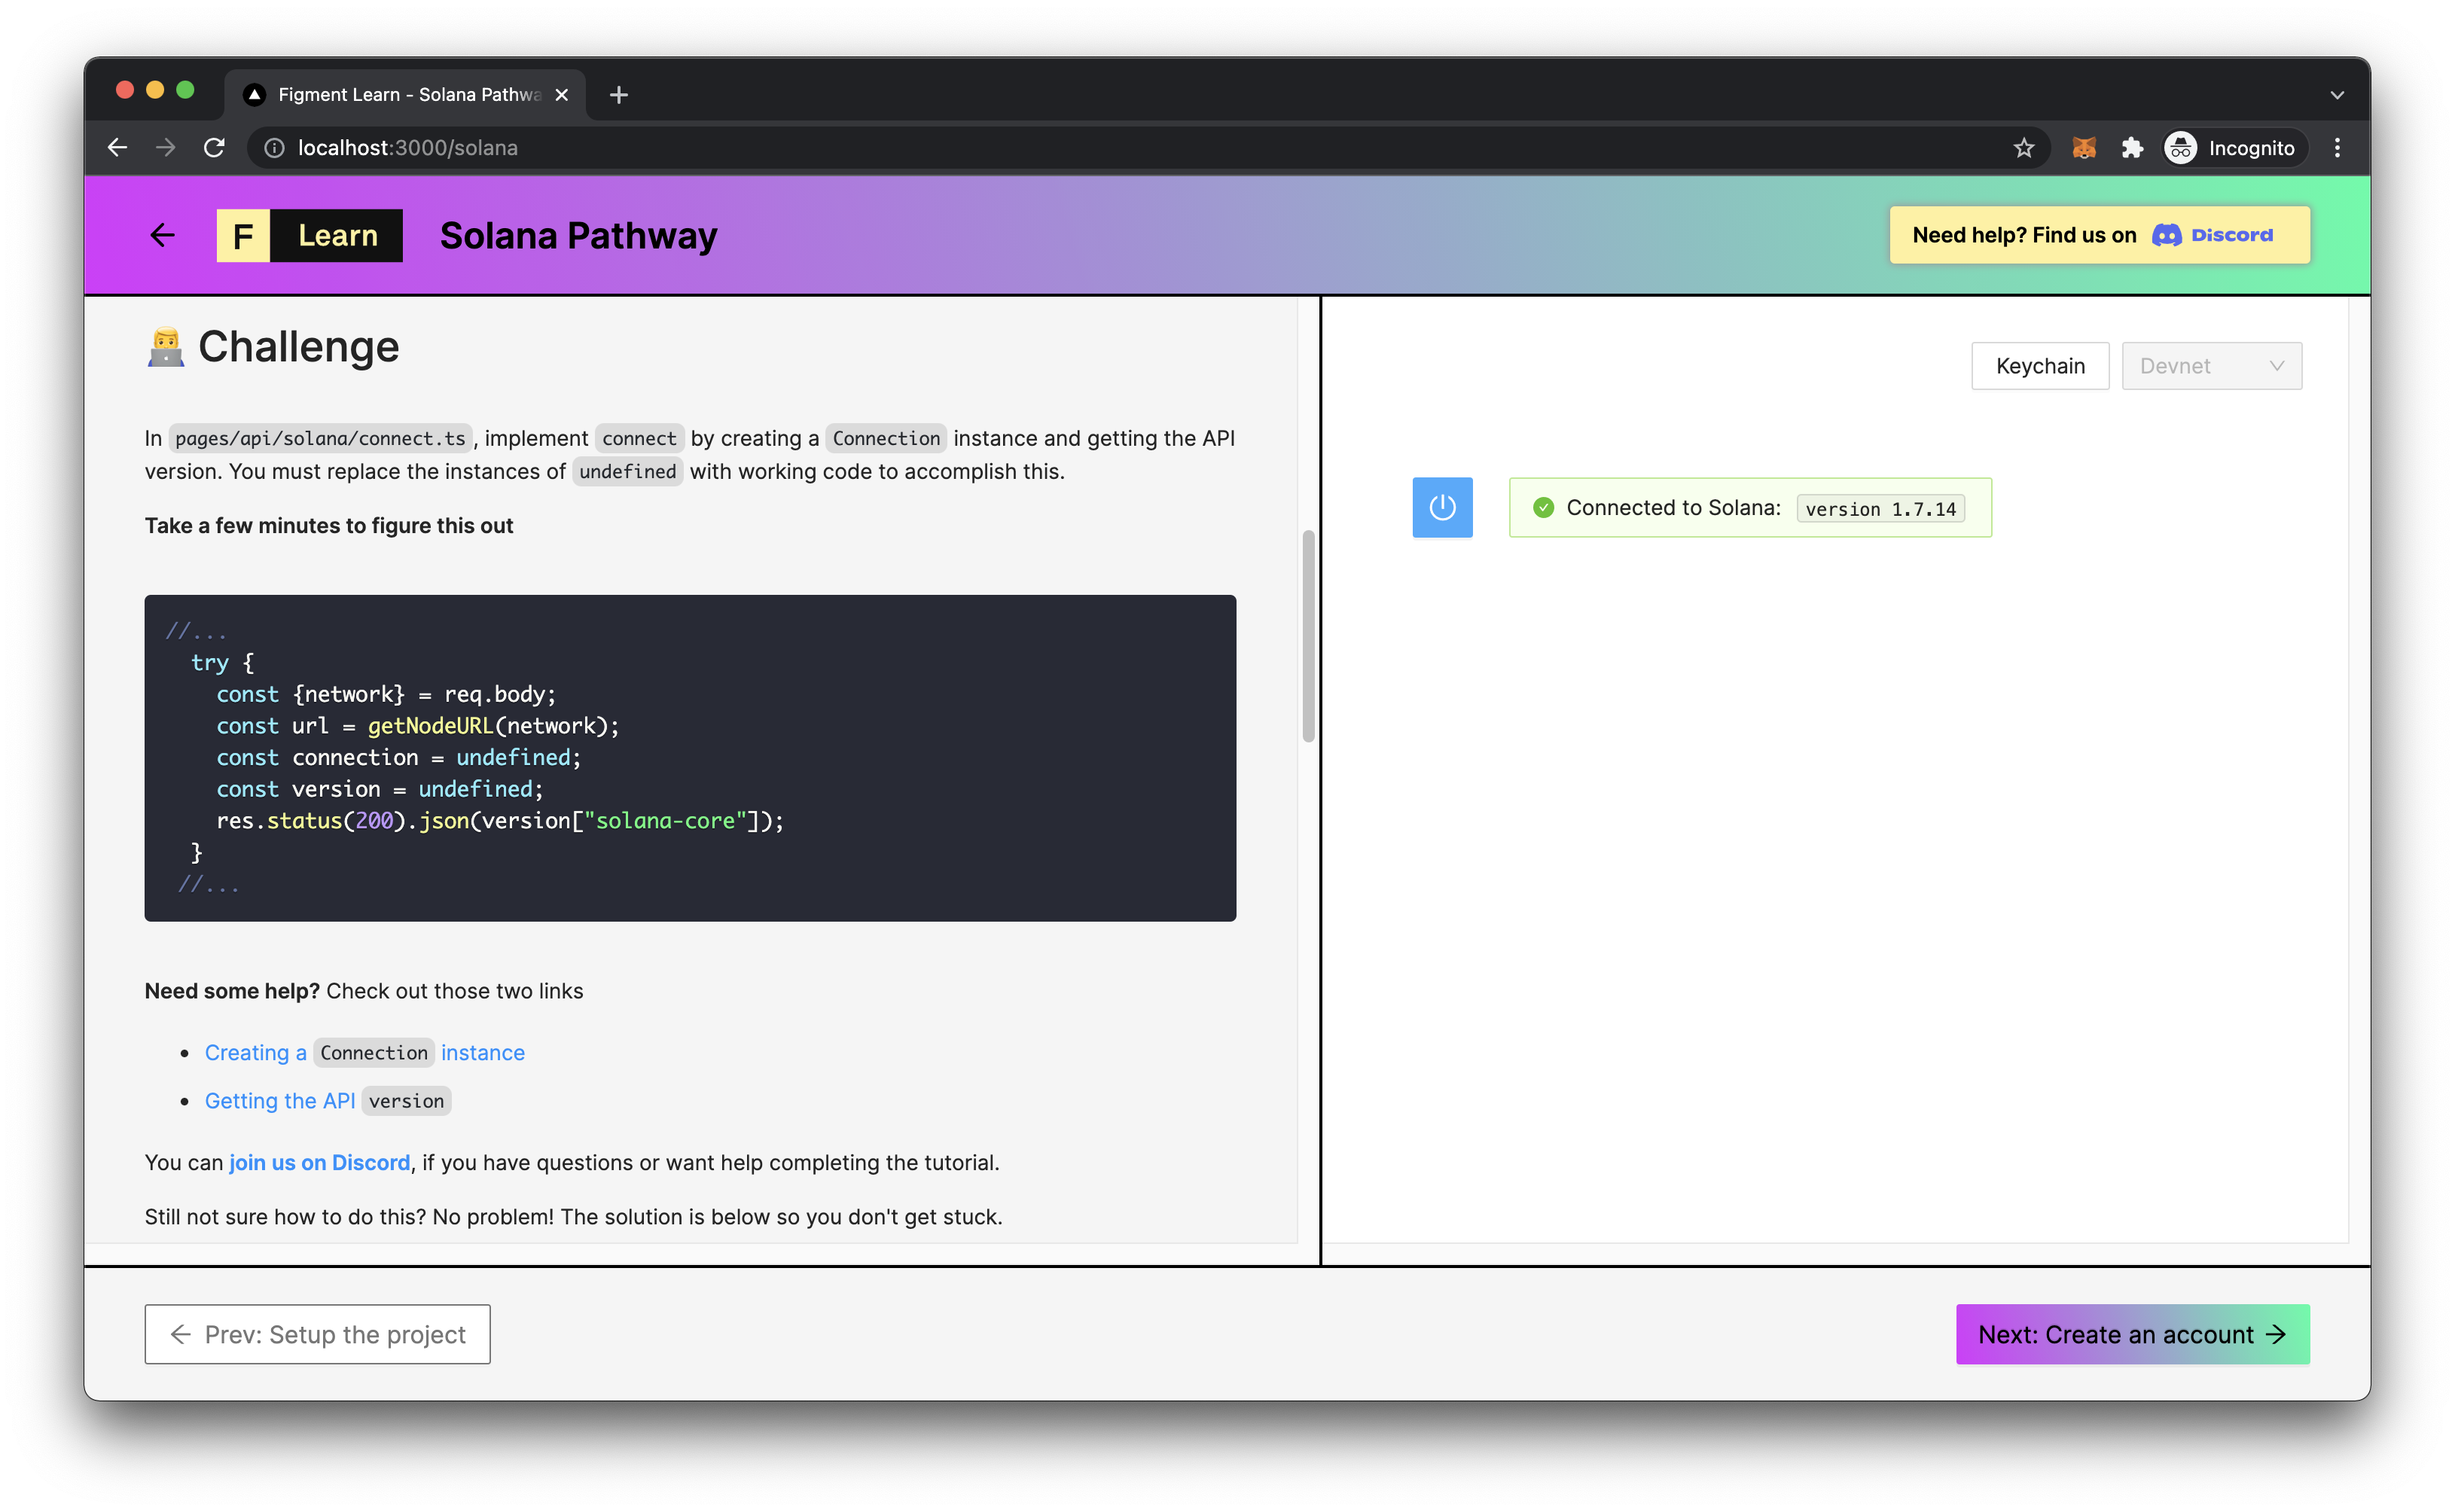 Figment Learn - Solana Pathwa
localhost:3000/solana
Incognito
F Learn
Solana Pathway
Need help? Find us on Discord
Challenge
In pages/api/solana/connect.ts, implement connect by creating a Connection instance and getting the API
version. You must replace the instances of undefined with working code to accomplish this.
Take a few minutes to figure this out
//...
try {
const {network} = req.body;
const url = getNodeURL(network);
const connection = undefined;
const version = undefined;
res.status(200).json(version["solana-core"]);
}
//...
Need some help? Check out those two links
Creating a Connection instance
Getting the API version
You can join us on Discord, if you have questions or want help completing the tutorial.
Still not sure how to do this? No problem! The solution is below so you don't get stuck.
Keychain
Devnet
Connected to Solana: version 1.7.14
Prev: Setup the project
Next: Create an account